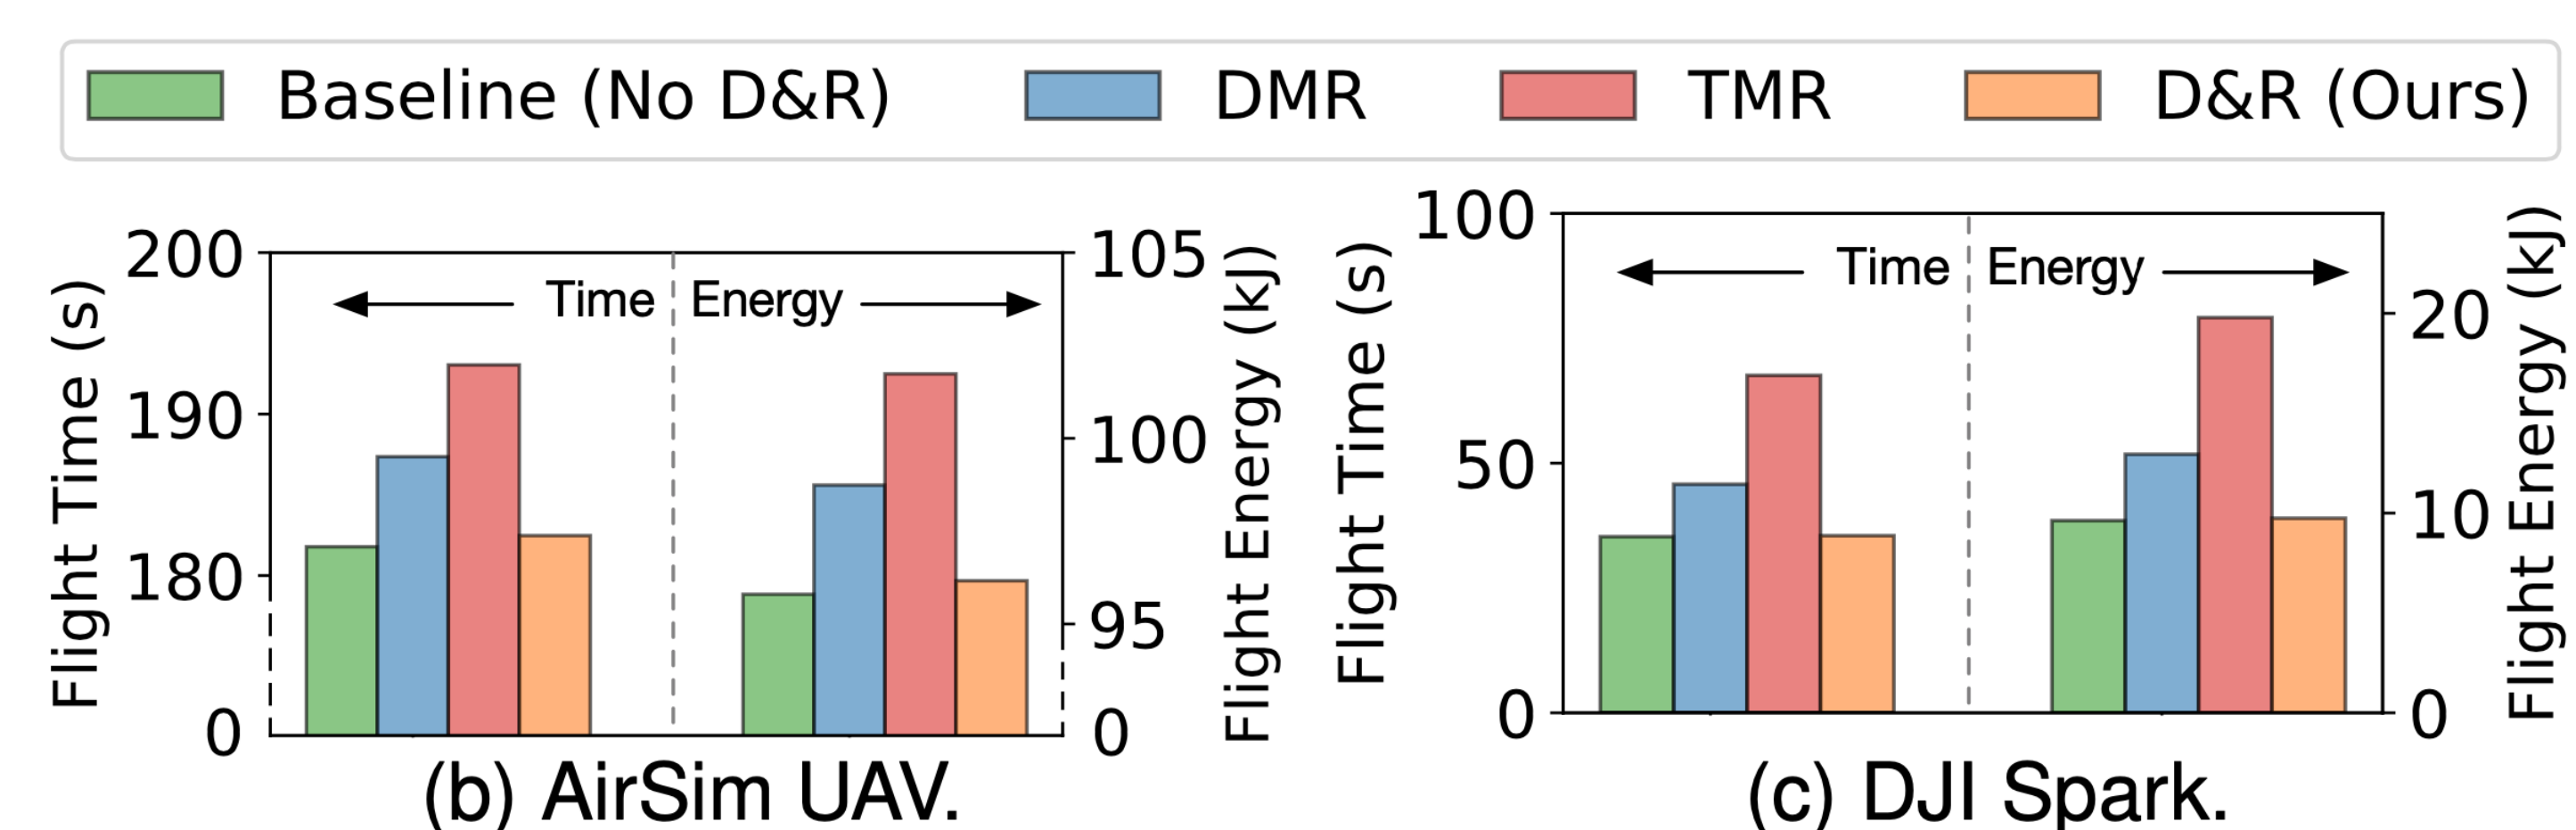 Baseline (No D&R) DMR TMR D&R (Ours)
Flight Time (s)
200
190
180
0
Time Energy
105
100
95
0
Flight Energy (kJ)
(b) AirSim UAV.
Flight Time (s)
100
50
0
Time Energy
20
10
0
Flight Energy (kJ)
(c) DJI Spark.